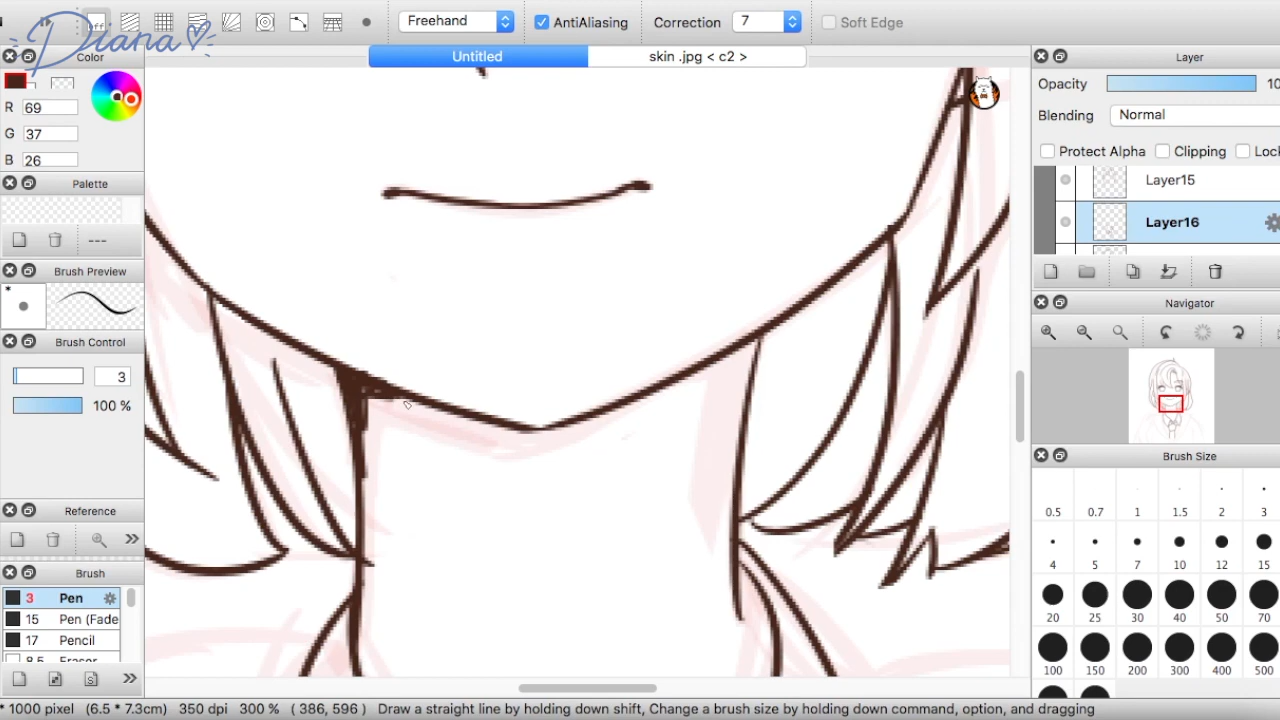 off
Freehand
AntiAliasing
Correction
7
Soft Edge
Diana
Color
Untitled
skin .jpg < c2 >
Layer
R 69
G 37
B 26
Opacity
10
Blending
Normal
Protect Alpha
Clipping
Lock
Palette
Layer15
Layer16
---
Brush Preview
*
Navigator
Brush Control
3
100 %
Brush Size
0.5 0.7 1 1.5 2 3
4 5 7 10 12 15
20 25 30 40 50 70
100 150 200 300 400 500
Reference
Brush
3 Pen
15 Pen (Fade
17 Pencil
8.5 Eraser
* 1000 pixel (6.5 * 7.3cm) 350 dpi 300 % ( 386, 596 ) Draw a straight line by holding down shift, Change a brush size by holding down command, option, and dragging